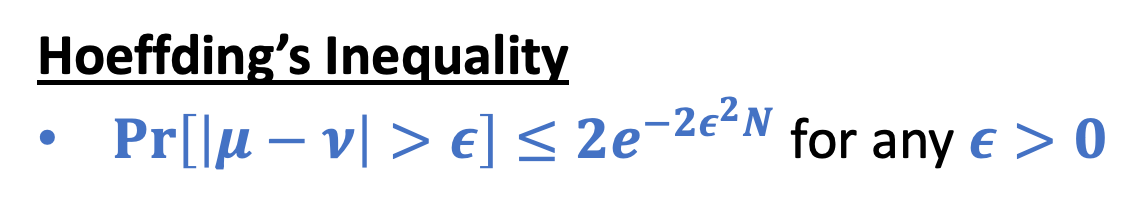 Hoeffding’s Inequality
• Pr[|μ − ν| > ϵ] ≤ 2e^{−2ϵ²N} for any ϵ > 0